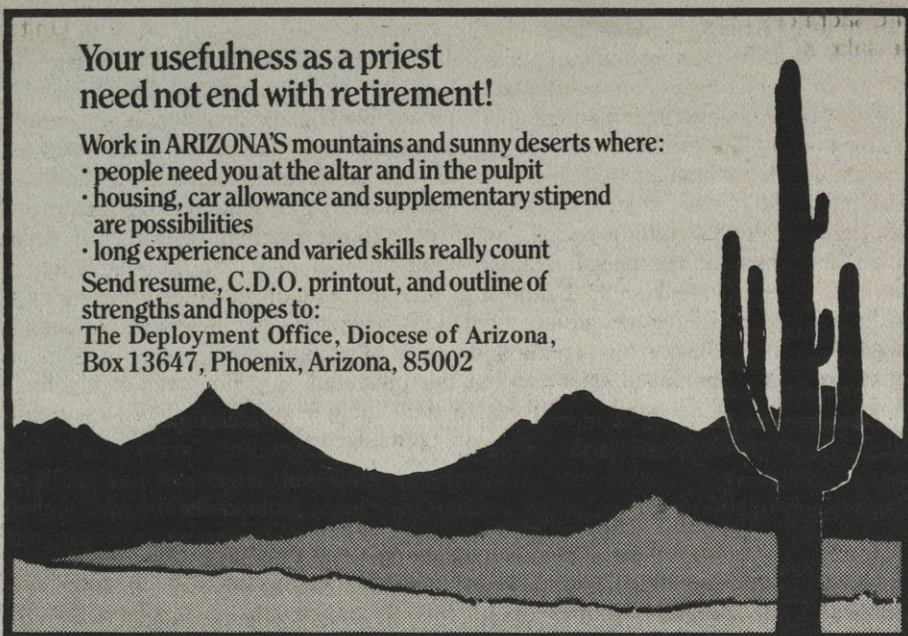 Your usefulness as a priest
need not end with retirement!
Work in ARIZONA'S mountains and sunny deserts where:
· people need you at the altar and in the pulpit
· housing, car allowance and supplementary stipend
are possibilities
· long experience and varied skills really count
Send resume, C.D.O. printout, and outline of
strengths and hopes to:
The Deployment Office, Diocese of Arizona,
Box 13647, Phoenix, Arizona, 85002